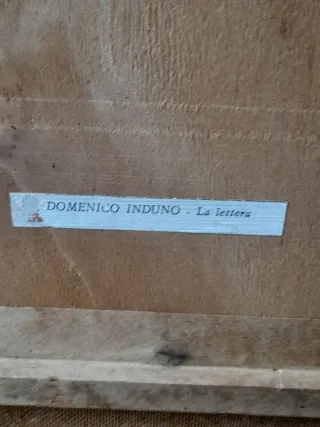 DOMENICO INDUNO - La lettera